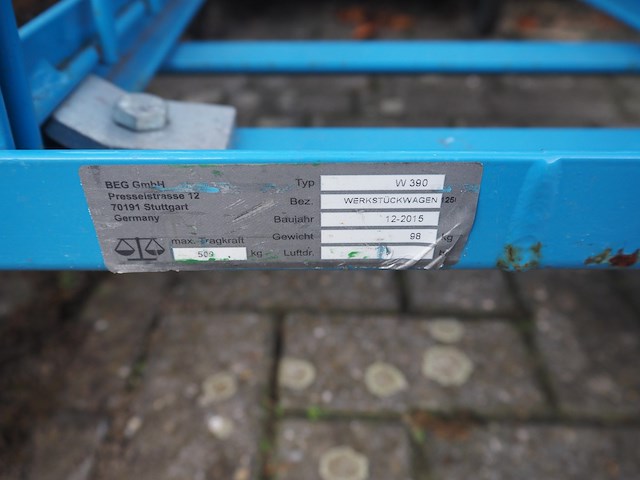 BEG GmbH
Presselstrasse 12
70191 Stuttgart
Germany
max. Tragkraft
kg
Typ W 390
Bez. WERKSTÜCKWAGEN 125
Baujahr 12-2015
Gewicht 98 kg
Luftdr.